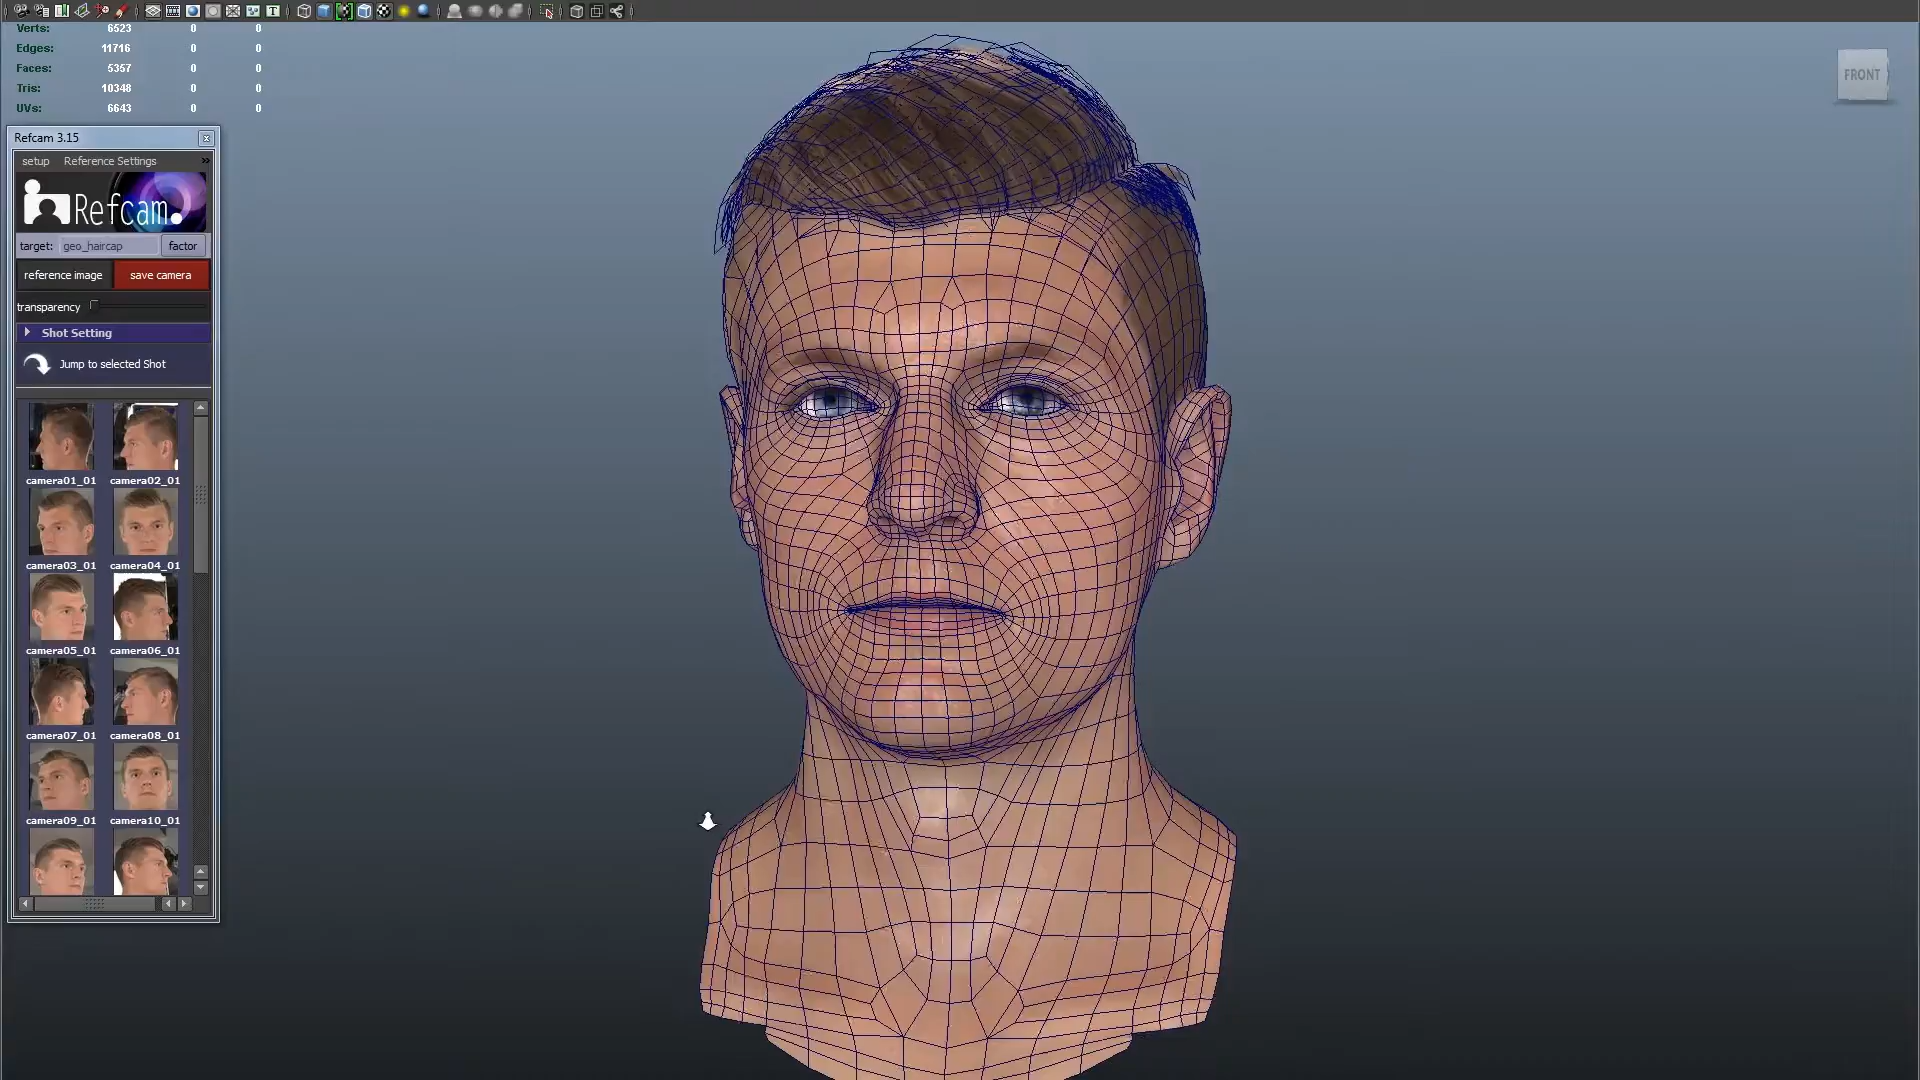 Verts: 6523 0 0
Edges: 11716 0 0
Faces: 5357 0 0
Tris: 10348 0 0
UVs: 6643 0 0
FRONT
Refcam 3.15
setup Reference Settings »
Refcam
target: geo_haircap factor
reference image save camera
transparency
Shot Setting
Jump to selected Shot
camera01_01 camera02_01
camera03_01 camera04_01
camera05_01 camera06_01
camera07_01 camera08_01
camera09_01 camera10_01